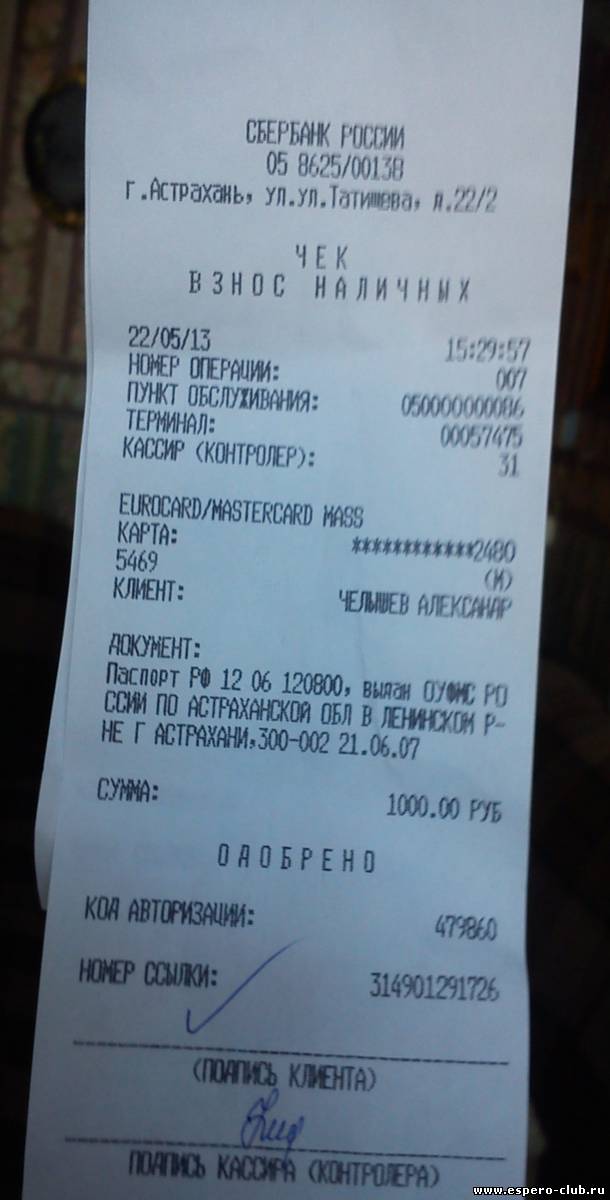 СБЕРБАНК РОССИИ
05 8625/00138
г.Астрахань, ул.ул.Татищева, д.22/2
ЧЕК
ВЗНОС НАЛИЧНЫХ
22/05/13 15:29:57
НОМЕР ОПЕРАЦИИ: 007
ПУНКТ ОБСЛУЖИВАНИЯ: 050000000086
ТЕРМИНАЛ: 00057475
КАССИР (КОНТРОЛЕР): 31
EUROCARD/MASTERCARD MASS
КАРТА: ************2480
5469 (M)
КЛИЕНТ: ЧЕЛЫШЕВ АЛЕКСАНДР
ДОКУМЕНТ:
Паспорт РФ 12 06 120800, выдан ОУФМС РО
ССИИ ПО АСТРАХАНСКОЙ ОБЛ В ЛЕНИНСКОМ Р-
НЕ Г АСТРАХАНИ,300-002 21.06.07
СУММА: 1000.00 РУБ
ОДОБРЕНО
КОД АВТОРИЗАЦИИ: 479860
НОМЕР ССЫЛКИ: 314901291726
(ПОДПИСЬ КЛИЕНТА)
ПОДПИСЬ КАССИРА (КОНТРОЛЕРА)
www.espero-club.ru